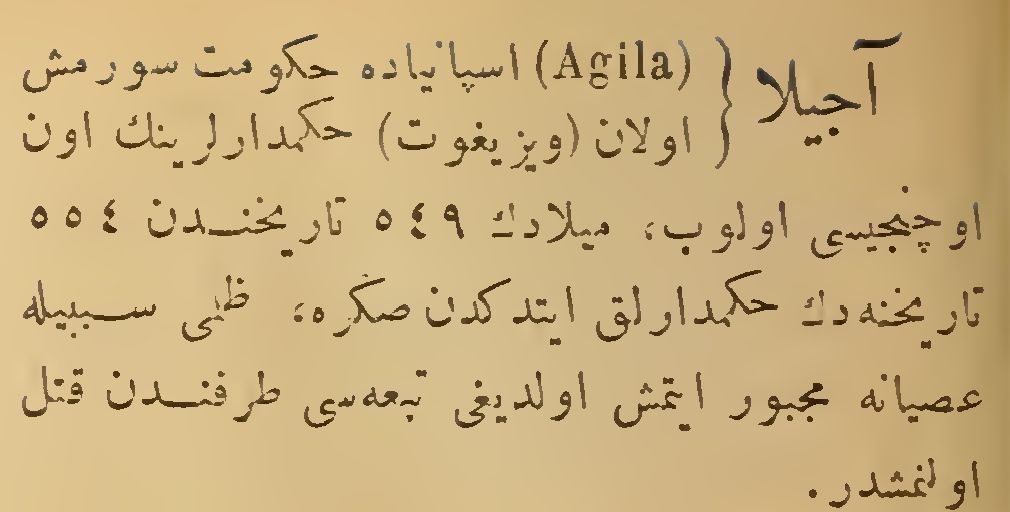 آجیلا } (Agila) اسپانیاده حکومت سورمش
اولان (ویزیغوت) حکمدارلرینك اون
اوچنجیسی اولوب، میلادك ٥٤٩ تاریخندن ٥٥٤
تاریخنه‌دك حکمدارلق ایتدکدن صکره، ظلمی سببیله
عصیانه مجبور ایتمش اولدیغی تبعه‌سی طرفندن قتل
اولنمشدر.